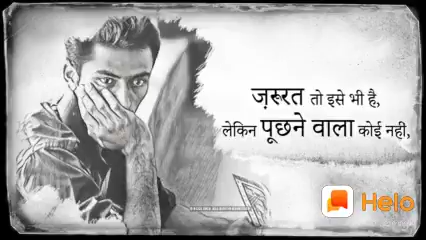 ज़रूरत तो इसे भी है,
लेकिन पूछने वाला कोई नही,
Helo